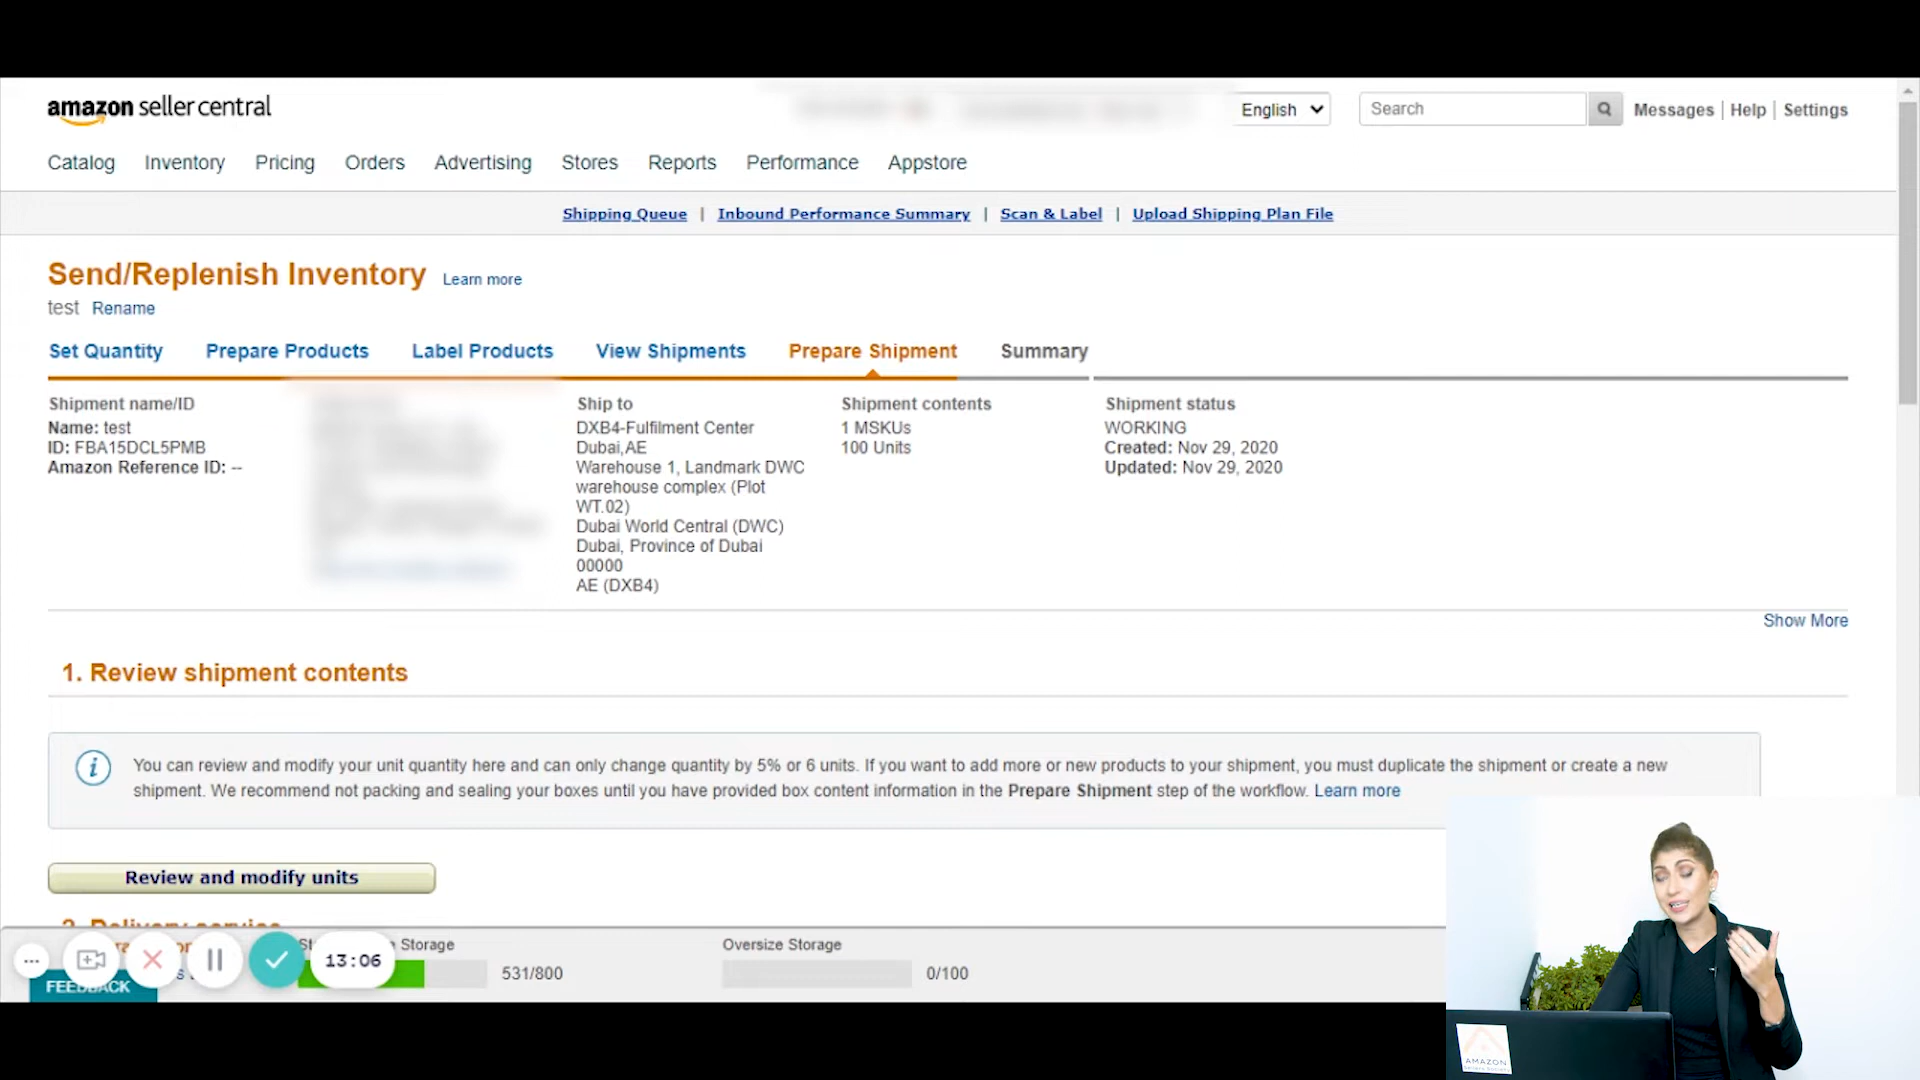 amazon seller central
English
Search
Messages | Help | Settings
Catalog Inventory Pricing Orders Advertising Stores Reports Performance Appstore
Shipping Queue | Inbound Performance Summary | Scan & Label | Upload Shipping Plan File
Send/Replenish Inventory Learn more
test Rename
Set Quantity Prepare Products Label Products View Shipments Prepare Shipment Summary
Shipment name/ID
Name: test
ID: FBA15DCL5PMB
Amazon Reference ID: --
Ship to
DXB4-Fulfilment Center
Dubai,AE
Warehouse 1, Landmark DWC
warehouse complex (Plot
WT.02)
Dubai World Central (DWC)
Dubai, Province of Dubai
00000
AE (DXB4)
Shipment contents
1 MSKUs
100 Units
Shipment status
WORKING
Created: Nov 29, 2020
Updated: Nov 29, 2020
Show More
1. Review shipment contents
You can review and modify your unit quantity here and can only change quantity by 5% or 6 units. If you want to add more or new products to your shipment, you must duplicate the shipment or create a new
shipment. We recommend not packing and sealing your boxes until you have provided box content information in the Prepare Shipment step of the workflow. Learn more
Review and modify units
2. Delivery service
Storage
531/800
Oversize Storage
0/100
13:06
FEEDBACK
AMAZON